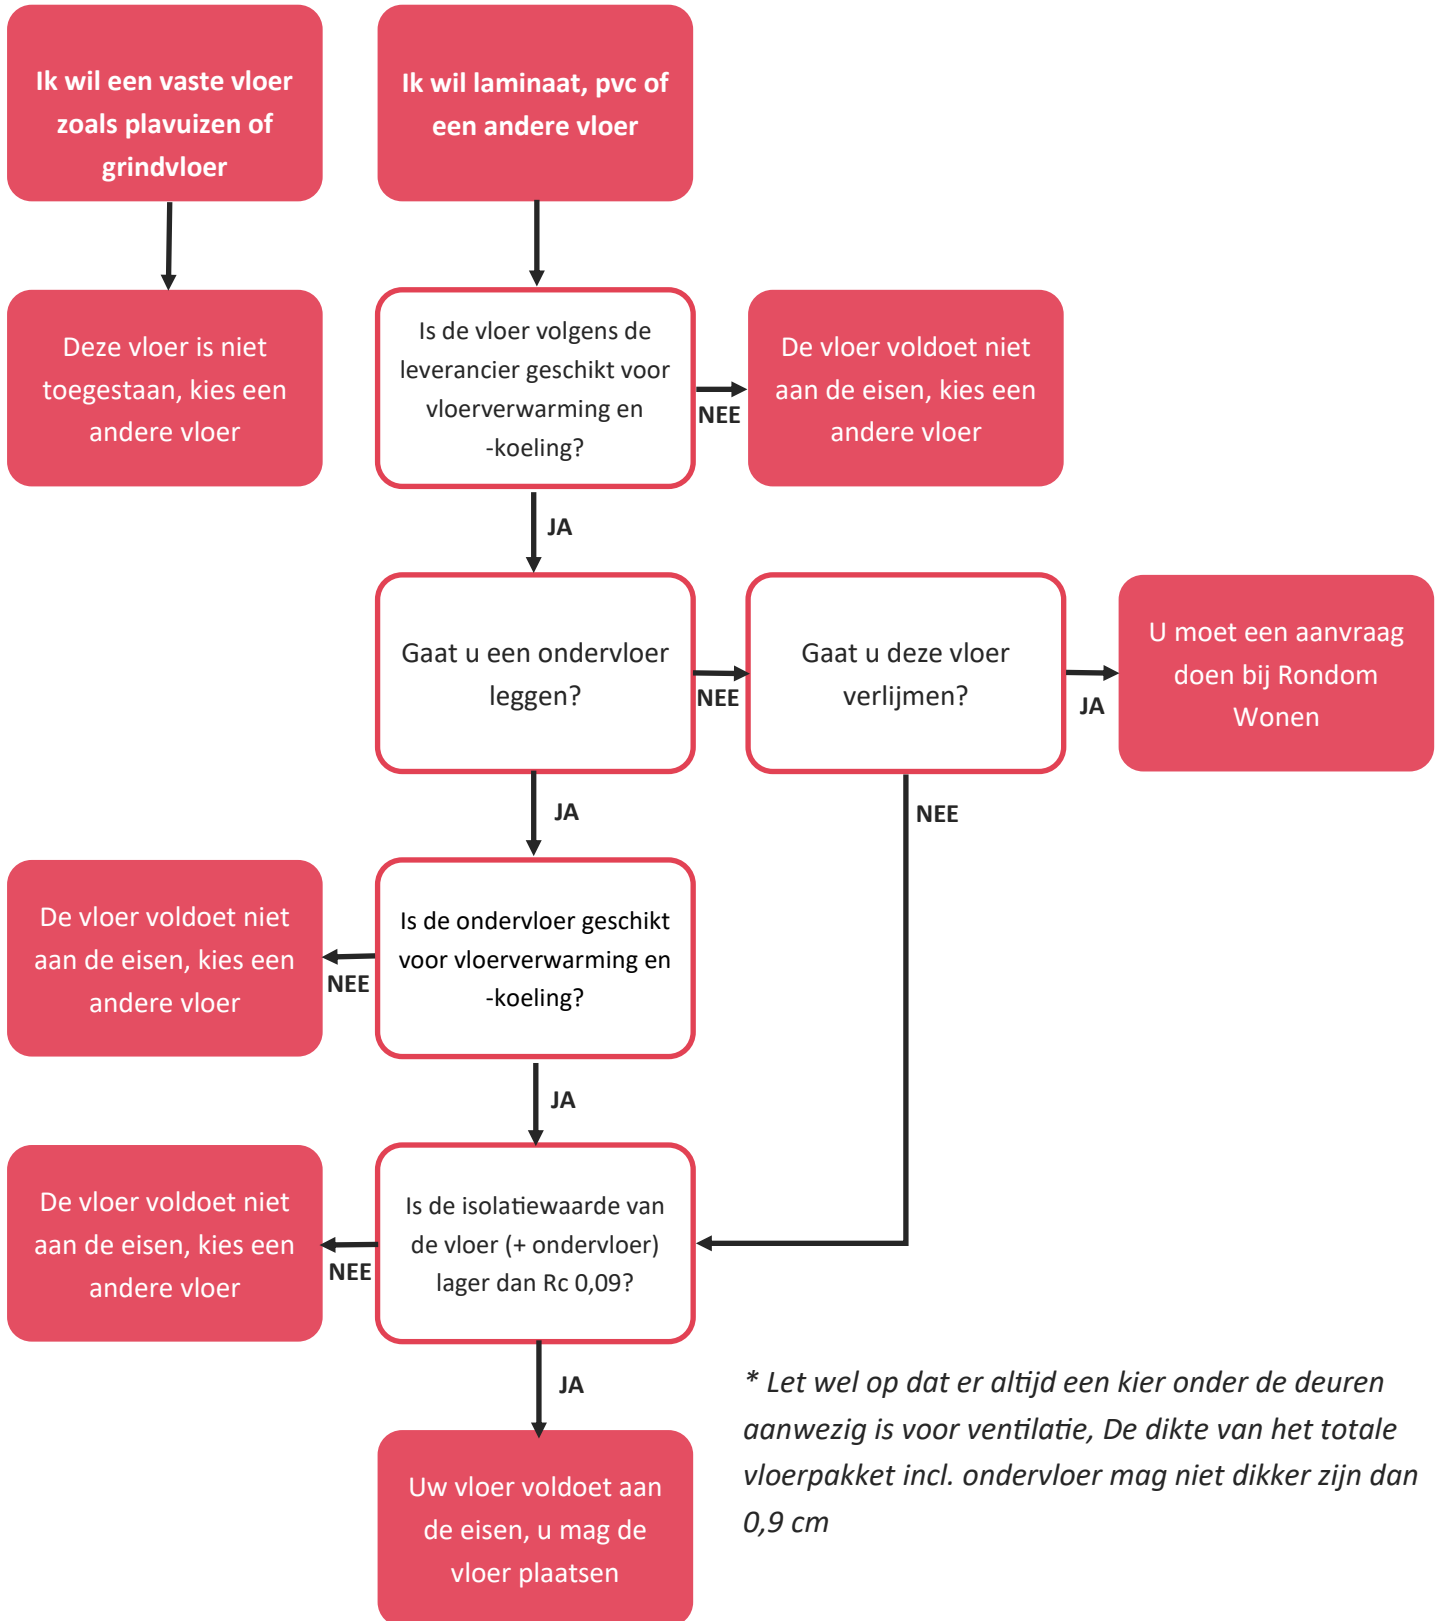 Ik wil een vaste vloer
zoals plavuizen of
grindvloer
Ik wil laminaat, pvc of
een andere vloer
Deze vloer is niet
toegestaan, kies een
andere vloer
Is de vloer volgens de
leverancier geschikt voor
vloerverwarming en
-koeling?
NEE
De vloer voldoet niet
aan de eisen, kies een
andere vloer
JA
Gaat u een ondervloer
leggen?
NEE
Gaat u deze vloer
verlijmen?
JA
U moet een aanvraag
doen bij Rondom
Wonen
JA
NEE
De vloer voldoet niet
aan de eisen, kies een
andere vloer
NEE
Is de ondervloer geschikt
voor vloerverwarming en
-koeling?
JA
De vloer voldoet niet
aan de eisen, kies een
andere vloer
NEE
Is de isolatiewaarde van
de vloer (+ ondervloer)
lager dan Rc 0,09?
JA
* Let wel op dat er altijd een kier onder de deuren
aanwezig is voor ventilatie, De dikte van het totale
vloerpakket incl. ondervloer mag niet dikker zijn dan
0,9 cm
Uw vloer voldoet aan
de eisen, u mag de
vloer plaatsen